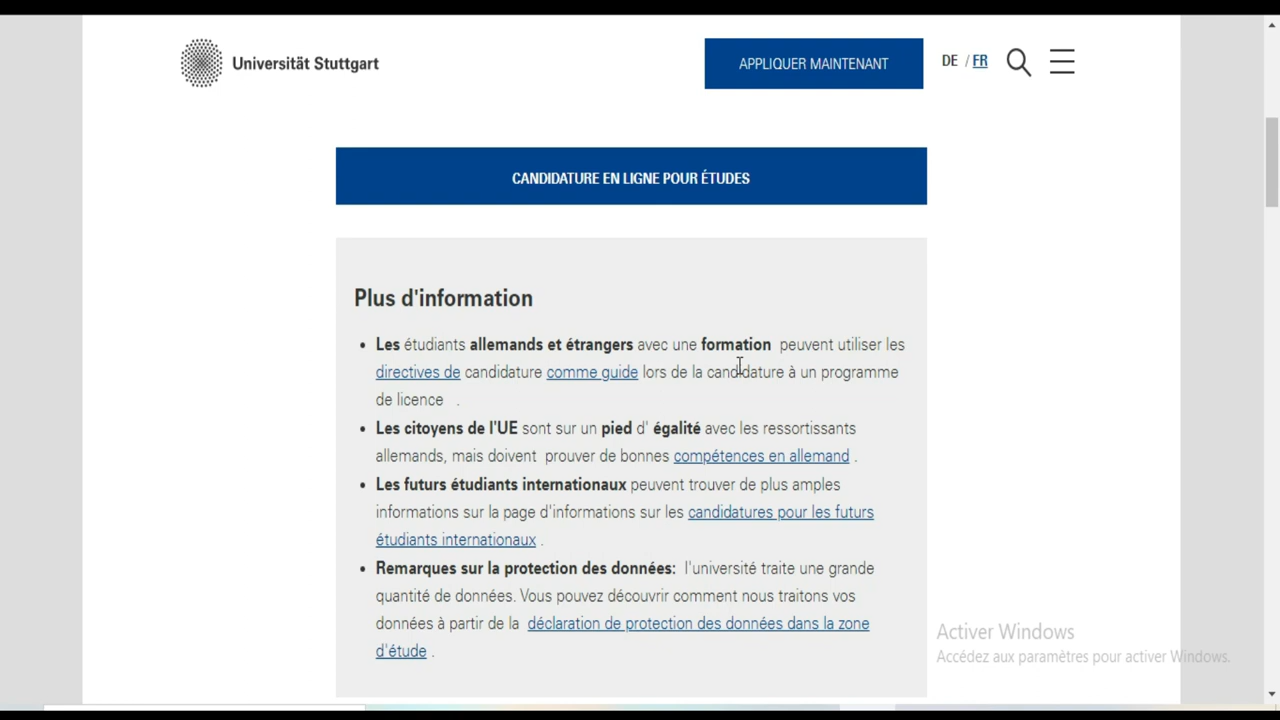 Universität Stuttgart
APPLIQUER MAINTENANT
DE / FR
CANDIDATURE EN LIGNE POUR ÉTUDES
Plus d'information
• Les étudiants allemands et étrangers avec une formation peuvent utiliser les
directives de candidature comme guide lors de la candidature à un programme
de licence .
• Les citoyens de l'UE sont sur un pied d' égalité avec les ressortissants
allemands, mais doivent prouver de bonnes compétences en allemand .
• Les futurs étudiants internationaux peuvent trouver de plus amples
informations sur la page d'informations sur les candidatures pour les futurs
étudiants internationaux .
• Remarques sur la protection des données: l'université traite une grande
quantité de données. Vous pouvez découvrir comment nous traitons vos
données à partir de la déclaration de protection des données dans la zone
d'étude .
Activer Windows
Accédez aux paramètres pour activer Windows.